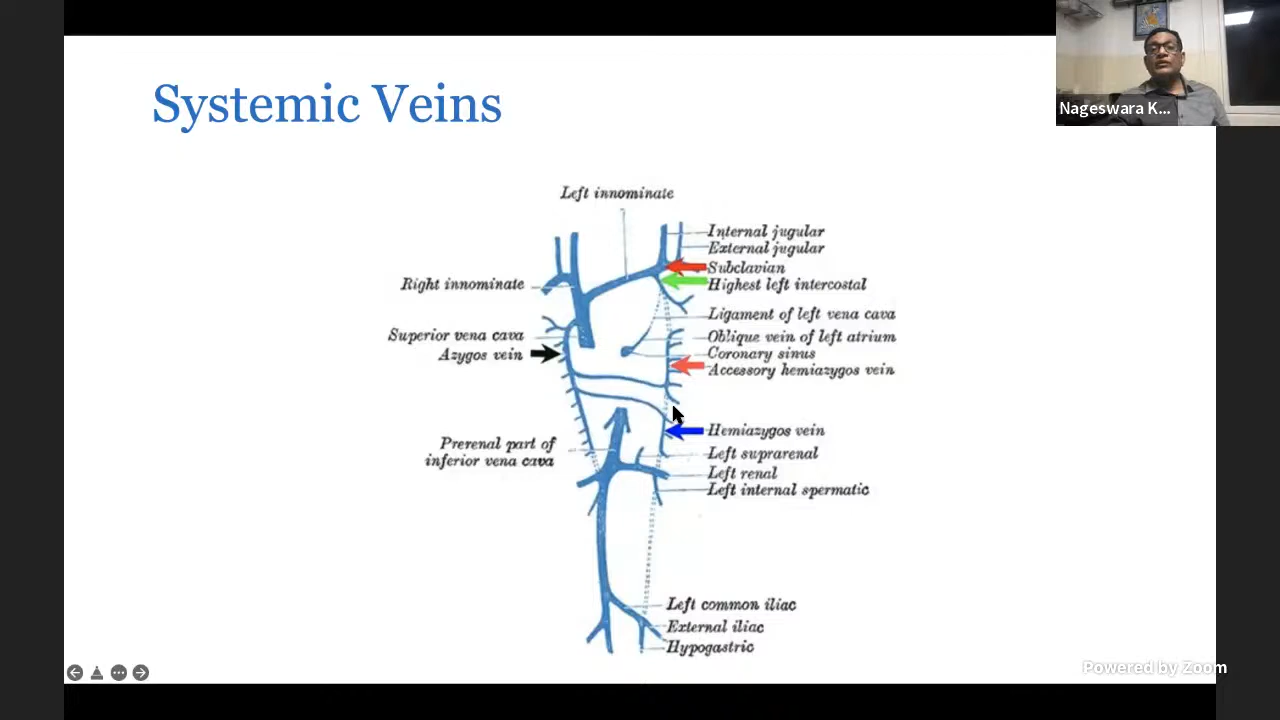 Systemic Veins
Nageswara K...
Left innominate
Internal jugular
External jugular
Subclavian
Highest left intercostal
Right innominate
Ligament of left vena cava
Superior vena cava
Oblique vein of left atrium
Azygos vein
Coronary sinus
Accessory hemiazygos vein
Hemiazygos vein
Prerenal part of
inferior vena cava
Left suprarenal
Left renal
Left internal spermatic
Left common iliac
External iliac
Hypogastric
Powered by Zoom